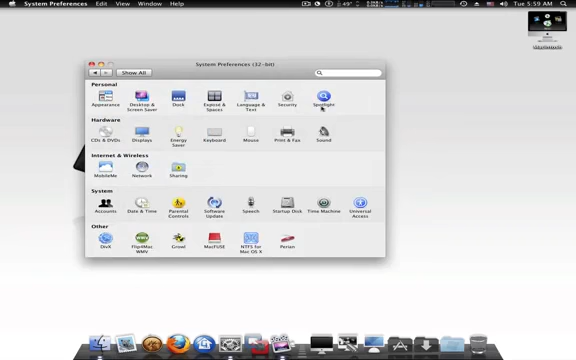 System Preferences Edit View Window Help
Tue 5:59 AM
System Preferences (32-bit)
Show All
Personal
Appearance
Desktop & Screen Saver
Dock
Exposé & Spaces
Language & Text
Security
Spotlight
Hardware
CDs & DVDs
Displays
Energy Saver
Keyboard
Mouse
Print & Fax
Sound
Internet & Wireless
MobileMe
Network
Sharing
System
Accounts
Date & Time
Parental Controls
Software Update
Speech
Startup Disk
Time Machine
Universal Access
Other
DivX
Flip4Mac WMV
Growl
MacFUSE
NTFS for Mac OS X
Perian